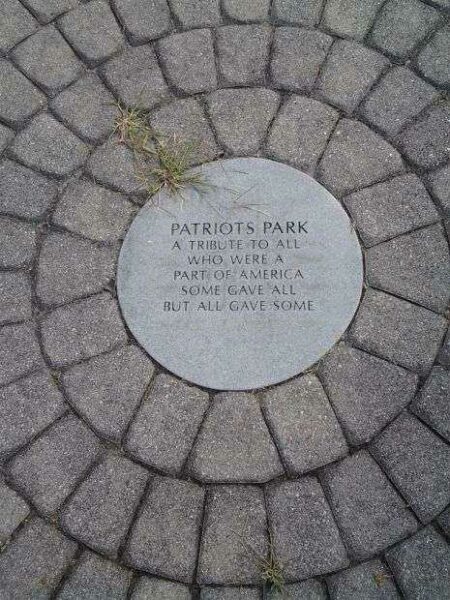 PATRIOTS PARK
A TRIBUTE TO ALL
WHO WERE A
PART OF AMERICA
SOME GAVE ALL
BUT ALL GAVE SOME